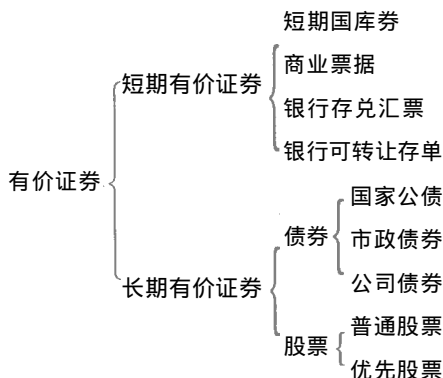 短期国库券
商业票据
短期有价证券
银行存兑汇票
银行可转让存单
有价证券
国家公债
债券
市政债券
长期有价证券
公司债券
普通股票
股票
优先股票